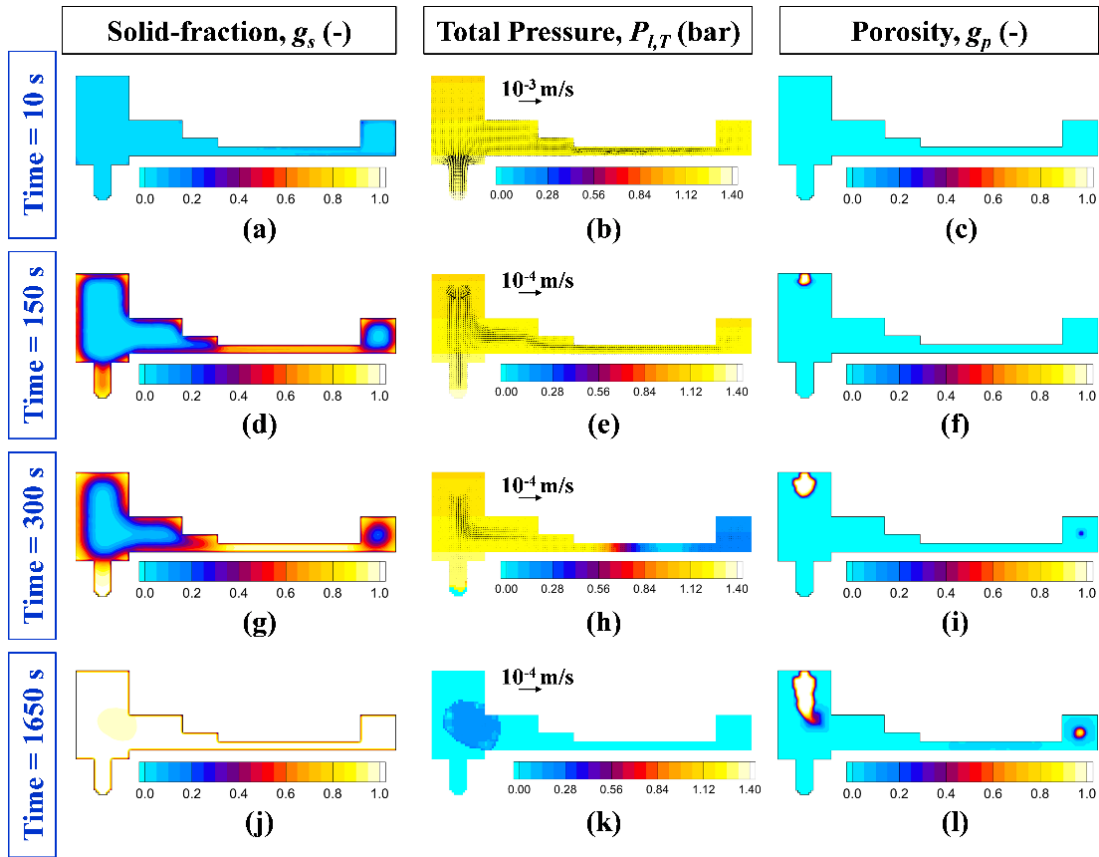 Solid-fraction, gs (-)
Total Pressure, Pl,T (bar)
Porosity, gp (-)
Time = 10 s
10-3 m/s
0.0 0.2 0.4 0.6 0.8 1.0
0.00 0.28 0.56 0.84 1.12 1.40
0.0 0.2 0.4 0.6 0.8 1.0
(a)
(b)
(c)
Time = 150 s
10-4 m/s
0.0 0.2 0.4 0.6 0.8 1.0
0.00 0.28 0.56 0.84 1.12 1.40
0.0 0.2 0.4 0.6 0.8 1.0
(d)
(e)
(f)
Time = 300 s
10-4 m/s
0.0 0.2 0.4 0.6 0.8 1.0
0.00 0.28 0.56 0.84 1.12 1.40
0.0 0.2 0.4 0.6 0.8 1.0
(g)
(h)
(i)
Time = 1650 s
10-4 m/s
0.0 0.2 0.4 0.6 0.8 1.0
0.00 0.28 0.56 0.84 1.12 1.40
0.0 0.2 0.4 0.6 0.8 1.0
(j)
(k)
(l)